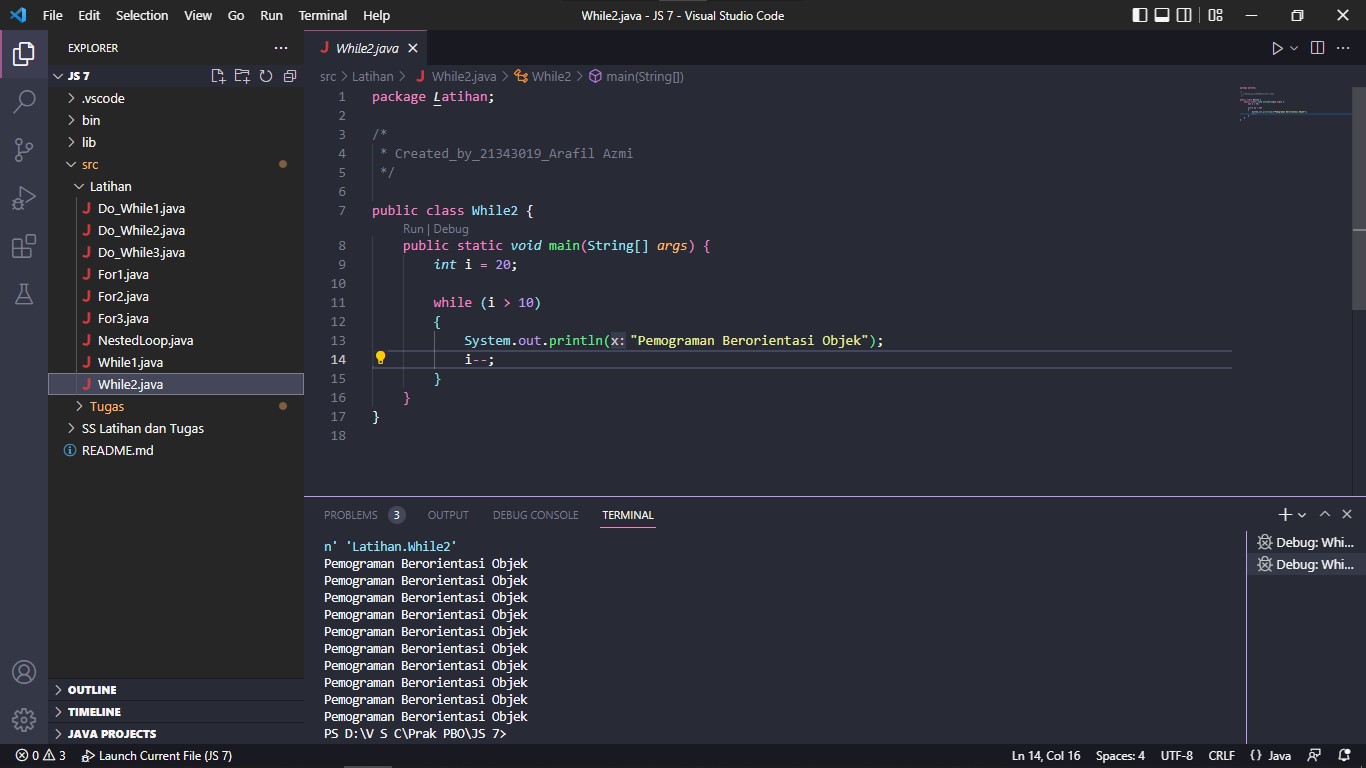 File Edit Selection View Go Run Terminal Help While2.java - JS 7 - Visual Studio Code
EXPLORER
JS 7
.vscode
bin
lib
src
Latihan
Do_While1.java
Do_While2.java
Do_While3.java
For1.java
For2.java
For3.java
NestedLoop.java
While1.java
While2.java
Tugas
SS Latihan dan Tugas
README.md
OUTLINE
TIMELINE
JAVA PROJECTS
While2.java
src > Latihan > While2.java > While2 > main(String[])
1 package Latihan;
2
3 /*
4 * Created_by_21343019_Arafil Azmi
5 */
6
7 public class While2 {
Run | Debug
8 public static void main(String[] args) {
9 int i = 20;
10
11 while (i > 10)
12 {
13 System.out.println(x: "Pemograman Berorientasi Objek");
14 i--;
15 }
16 }
17 }
18
PROBLEMS 3 OUTPUT DEBUG CONSOLE TERMINAL
n' 'Latihan.While2'
Pemograman Berorientasi Objek
Pemograman Berorientasi Objek
Pemograman Berorientasi Objek
Pemograman Berorientasi Objek
Pemograman Berorientasi Objek
Pemograman Berorientasi Objek
Pemograman Berorientasi Objek
Pemograman Berorientasi Objek
Pemograman Berorientasi Objek
Pemograman Berorientasi Objek
PS D:\V S C\Prak PBO\JS 7>
Debug: Whi...
Debug: Whi...
0 3 Launch Current File (JS 7) Ln 14, Col 16 Spaces: 4 UTF-8 CRLF {} Java